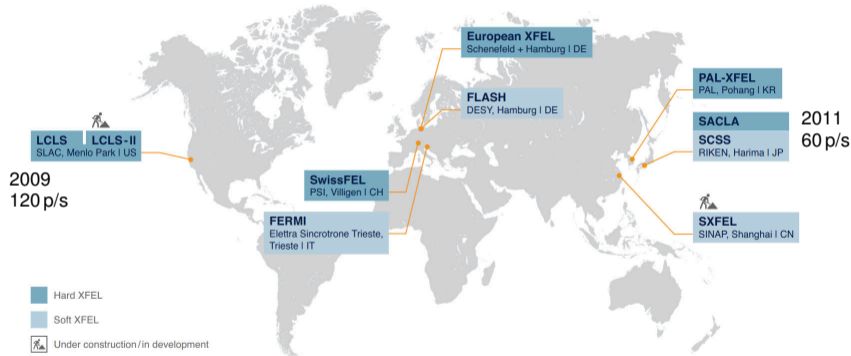 European XFEL
Schenefeld + Hamburg | DE
FLASH
DESY, Hamburg | DE
PAL-XFEL
PAL, Pohang | KR
SACLA
SCSS
RIKEN, Harima | JP
2011
60 p/s
LCLS LCLS-II
SLAC, Menlo Park | US
2009
120 p/s
SwissFEL
PSI, Villigen | CH
FERMI
Elettra Sincrotrone Trieste,
Trieste | IT
SXFEL
SINAP, Shanghai | CN
Hard XFEL
Soft XFEL
Under construction/in development